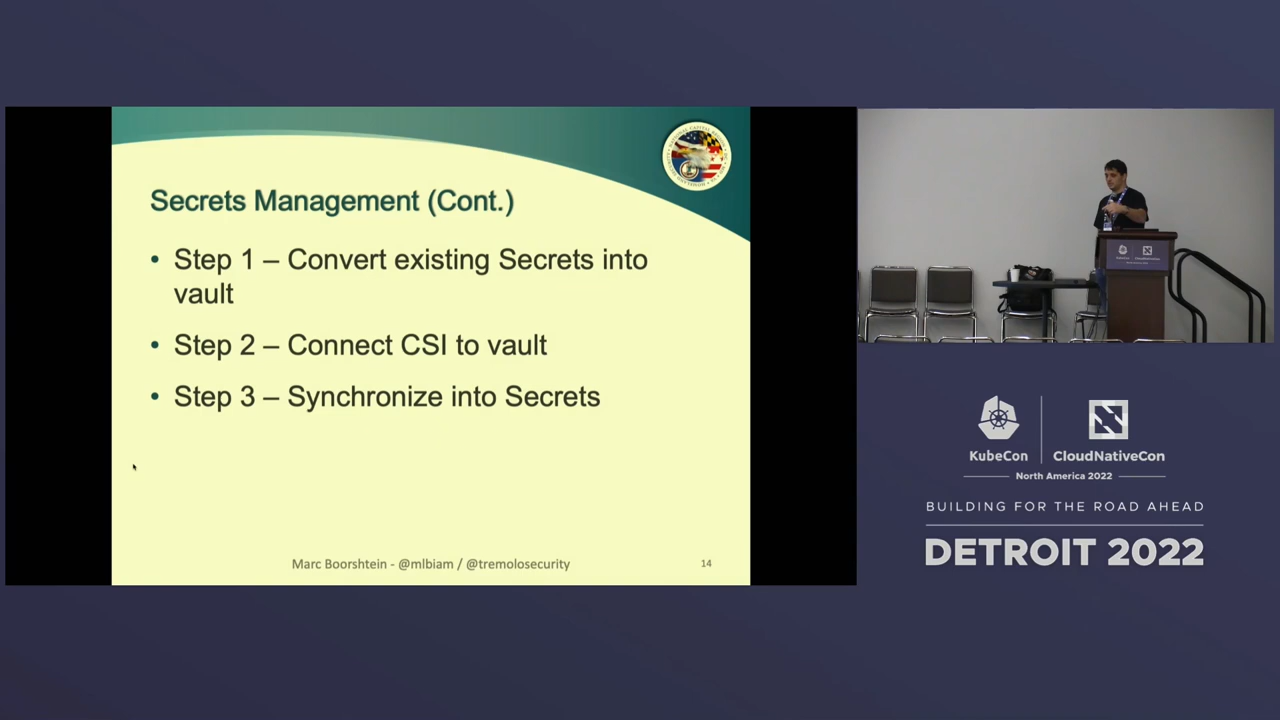 Secrets Management (Cont.)
• Step 1 – Convert existing Secrets into
vault
• Step 2 – Connect CSI to vault
• Step 3 – Synchronize into Secrets
Marc Boorshtein - @mlbiam / @tremolosecurity
14
KubeCon
CloudNativeCon
North America 2022
BUILDING FOR THE ROAD AHEAD
DETROIT 2022